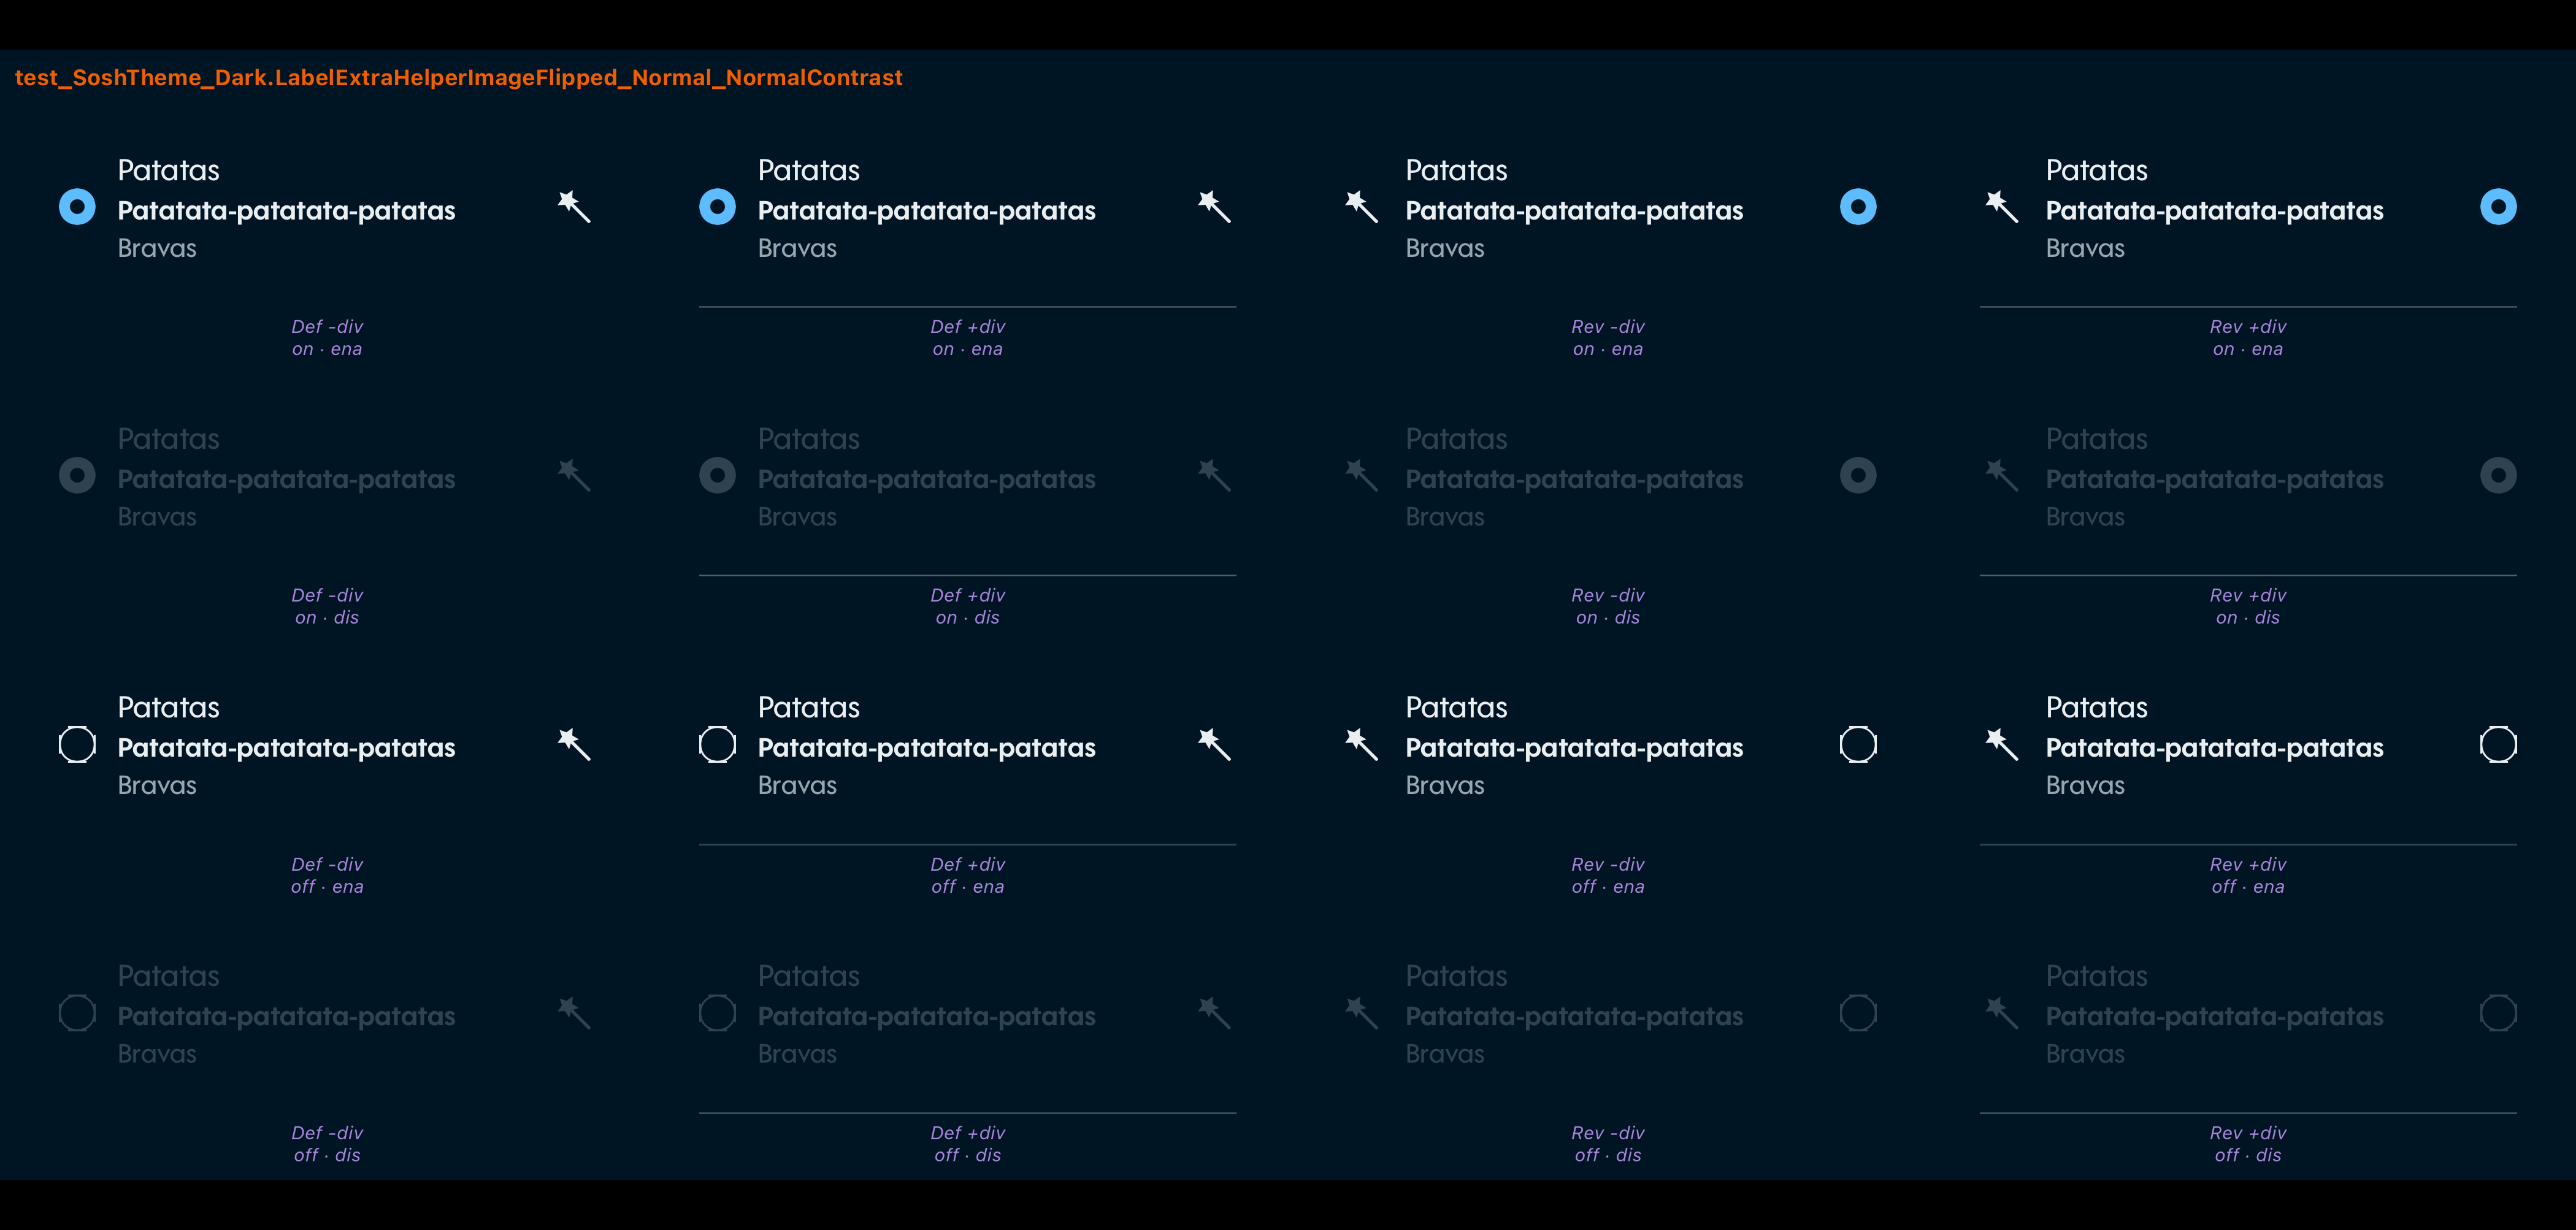 test_SoshTheme_Dark.LabelExtraHelperImageFlipped_Normal_NormalContrast
Patatas
Patatata-patatata-patatas
Bravas
Def -div
on · ena
Patatas
Patatata-patatata-patatas
Bravas
Def +div
on · ena
Patatas
Patatata-patatata-patatas
Bravas
Rev -div
on · ena
Patatas
Patatata-patatata-patatas
Bravas
Rev +div
on · ena
Patatas
Patatata-patatata-patatas
Bravas
Def -div
on · dis
Patatas
Patatata-patatata-patatas
Bravas
Def +div
on · dis
Patatas
Patatata-patatata-patatas
Bravas
Rev -div
on · dis
Patatas
Patatata-patatata-patatas
Bravas
Rev +div
on · dis
Patatas
Patatata-patatata-patatas
Bravas
Def -div
off · ena
Patatas
Patatata-patatata-patatas
Bravas
Def +div
off · ena
Patatas
Patatata-patatata-patatas
Bravas
Rev -div
off · ena
Patatas
Patatata-patatata-patatas
Bravas
Rev +div
off · ena
Patatas
Patatata-patatata-patatas
Bravas
Def -div
off · dis
Patatas
Patatata-patatata-patatas
Bravas
Def +div
off · dis
Patatas
Patatata-patatata-patatas
Bravas
Rev -div
off · dis
Patatas
Patatata-patatata-patatas
Bravas
Rev +div
off · dis